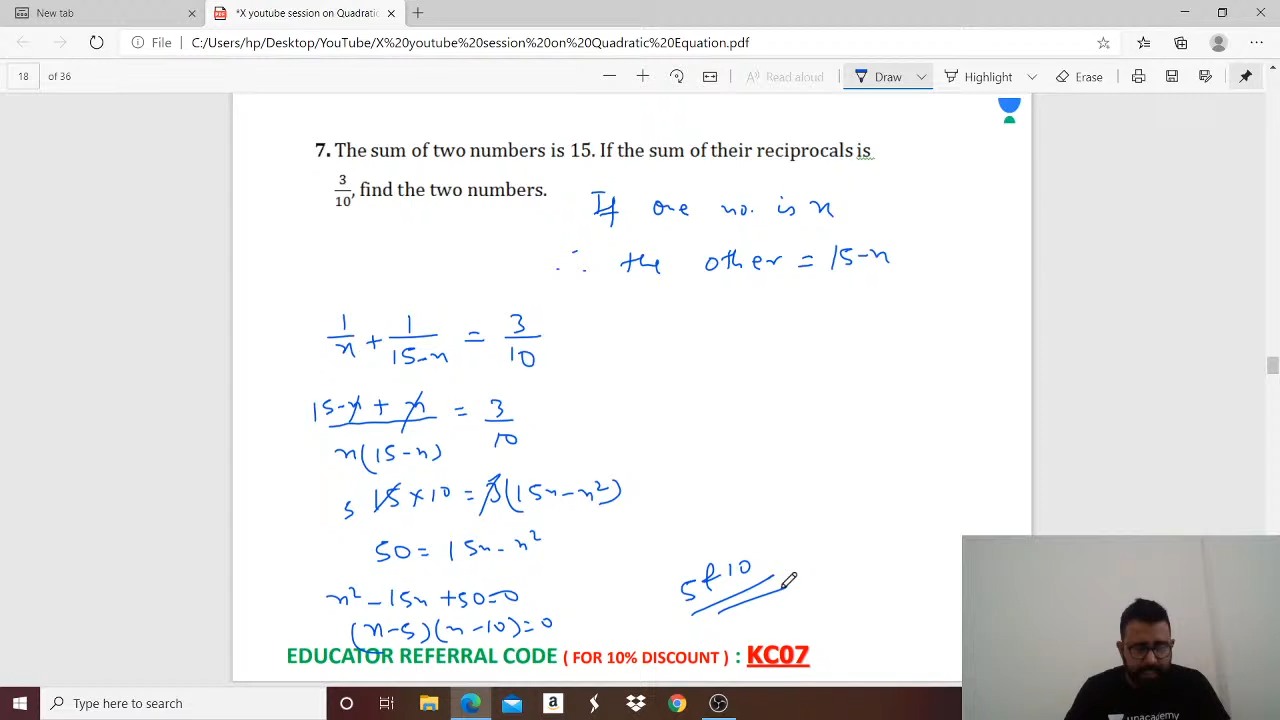 New tab
*X youtube session on Quadratic
File C:/Users/hp/Desktop/YouTube/X%20youtube%20session%20on%20Quadratic%20Equation.pdf
18 of 36
Read aloud Draw Highlight Erase
7. The sum of two numbers is 15. If the sum of their reciprocals is
3/10, find the two numbers.
If one no. is x
∴ the other = 15-x
1/x + 1/15-x = 3/10
15-x + x / x(15-x) = 3/10
5 15 × 10 = 3(15x-x²)
50 = 15x - x²
x² - 15x + 50 = 0
(x-5)(x-10)=0
5 & 10
EDUCATOR REFERRAL CODE ( FOR 10% DISCOUNT ) : KC07
unacademy
Type here to search